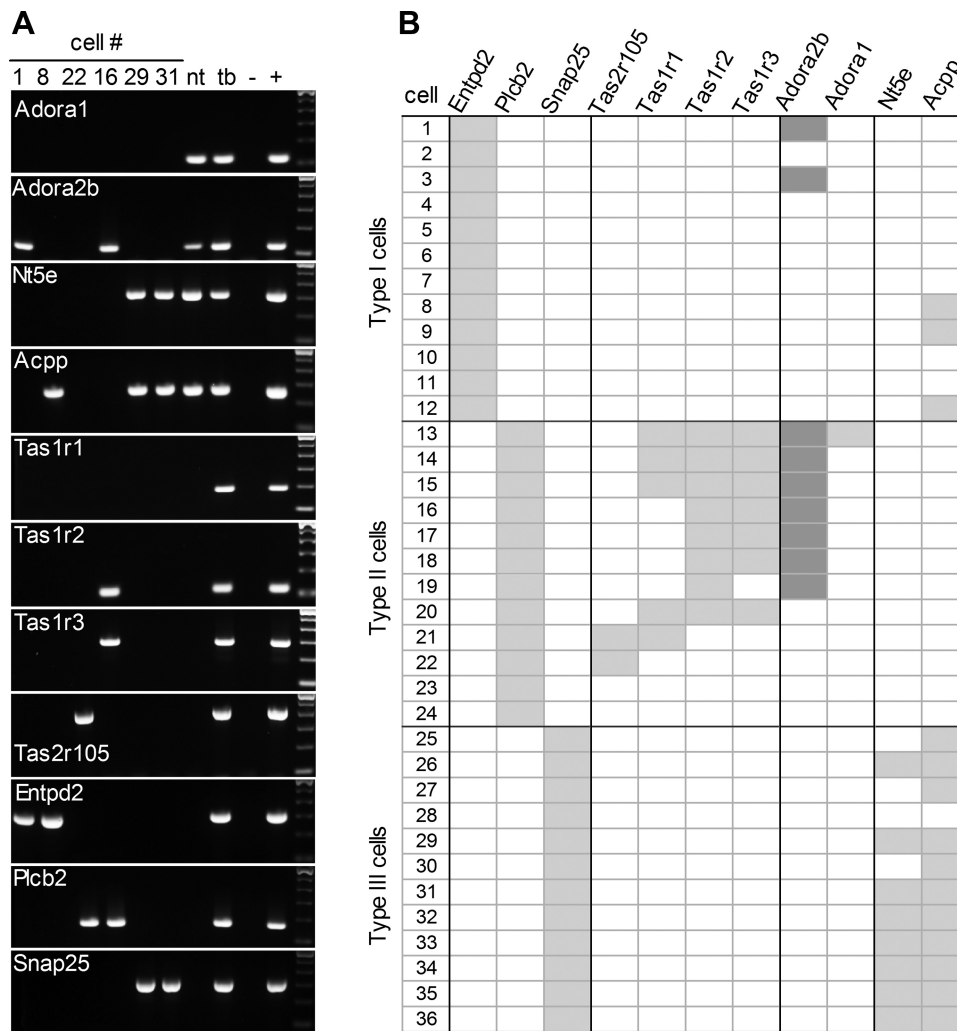 A
cell #
1 8 22 16 29 31 nt tb - +
Adora1
Adora2b
Nt5e
Acpp
Tas1r1
Tas1r2
Tas1r3
Tas2r105
Entpd2
Plcb2
Snap25
B
cell Entpd2 Plcb2 Snap25 Tas2r105 Tas1r1 Tas1r2 Tas1r3 Adora2b Adora1 Nt5e Acpp
Type I cells
1
2
3
4
5
6
7
8
9
10
11
12
Type II cells
13
14
15
16
17
18
19
20
21
22
23
24
Type III cells
25
26
27
28
29
30
31
32
33
34
35
36